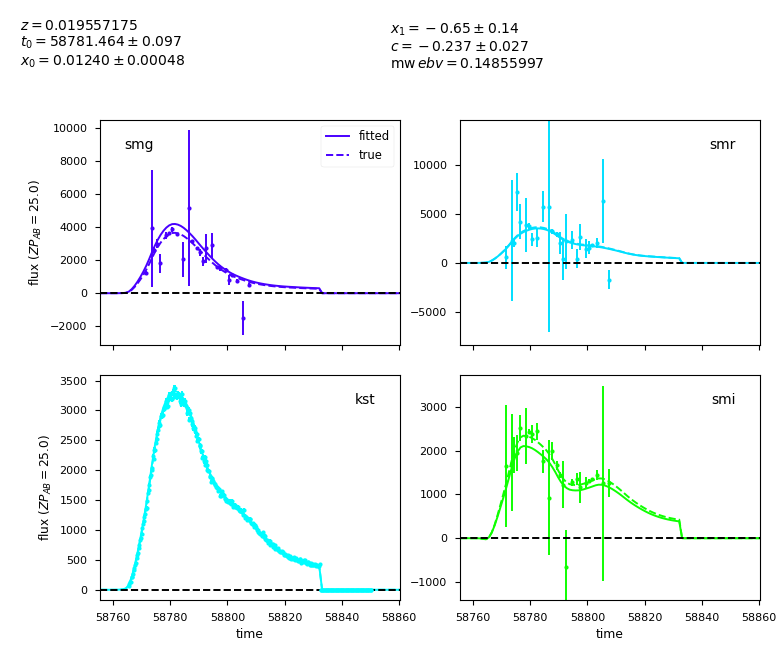 z = 0.019557175
t₀ = 58781.464 ± 0.097
x₀ = 0.01240 ± 0.00048
x₁ = −0.65 ± 0.14
c = −0.237 ± 0.027
mw ebv = 0.14855997
smg
fitted
true
10000
8000
6000
4000
2000
0
−2000
flux (ZP_AB = 25.0)
smr
10000
5000
0
−5000
kst
3500
3000
2500
2000
1500
1000
500
0
flux (ZP_AB = 25.0)
58760 58780 58800 58820 58840 58860
time
smi
3000
2000
1000
0
−1000
58760 58780 58800 58820 58840 58860
time